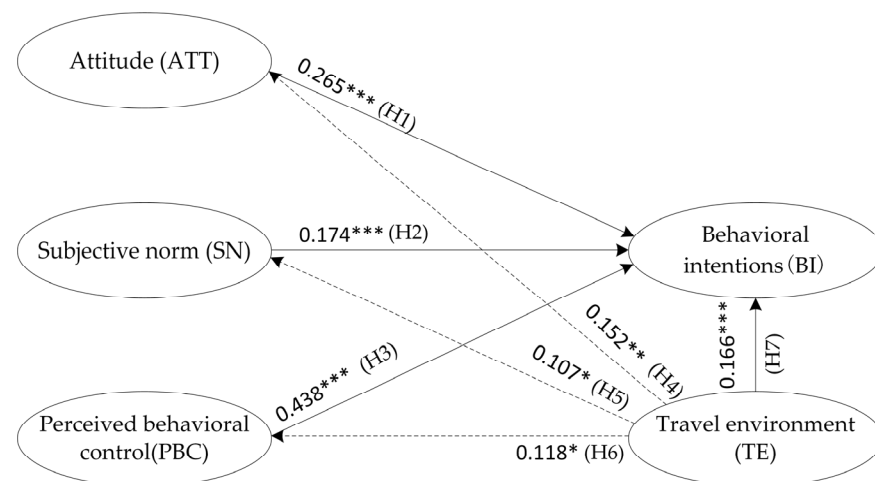 Attitude (ATT)
0.265*** (H1)
Subjective norm (SN)
0.174*** (H2)
Behavioral
intentions (BI)
0.152** (H4)
0.166***
(H7)
0.438*** (H3)
0.107* (H5)
Perceived behavioral
control(PBC)
0.118* (H6)
Travel environment
(TE)